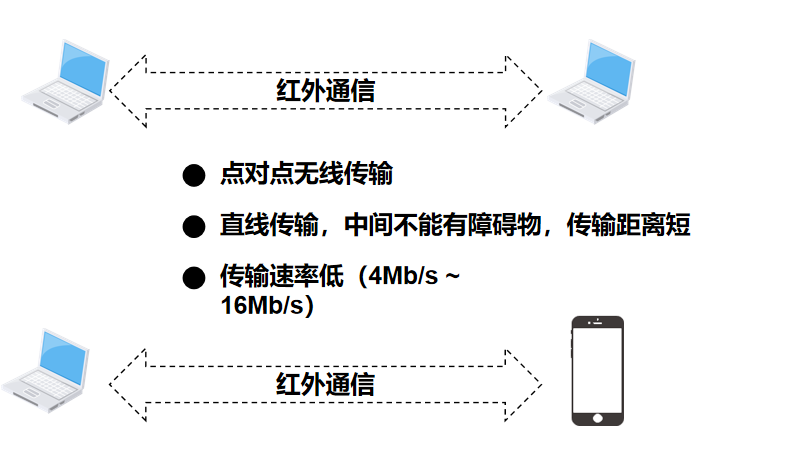 红外通信
● 点对点无线传输
● 直线传输，中间不能有障碍物，传输距离短
● 传输速率低（4Mb/s ~
16Mb/s）
红外通信